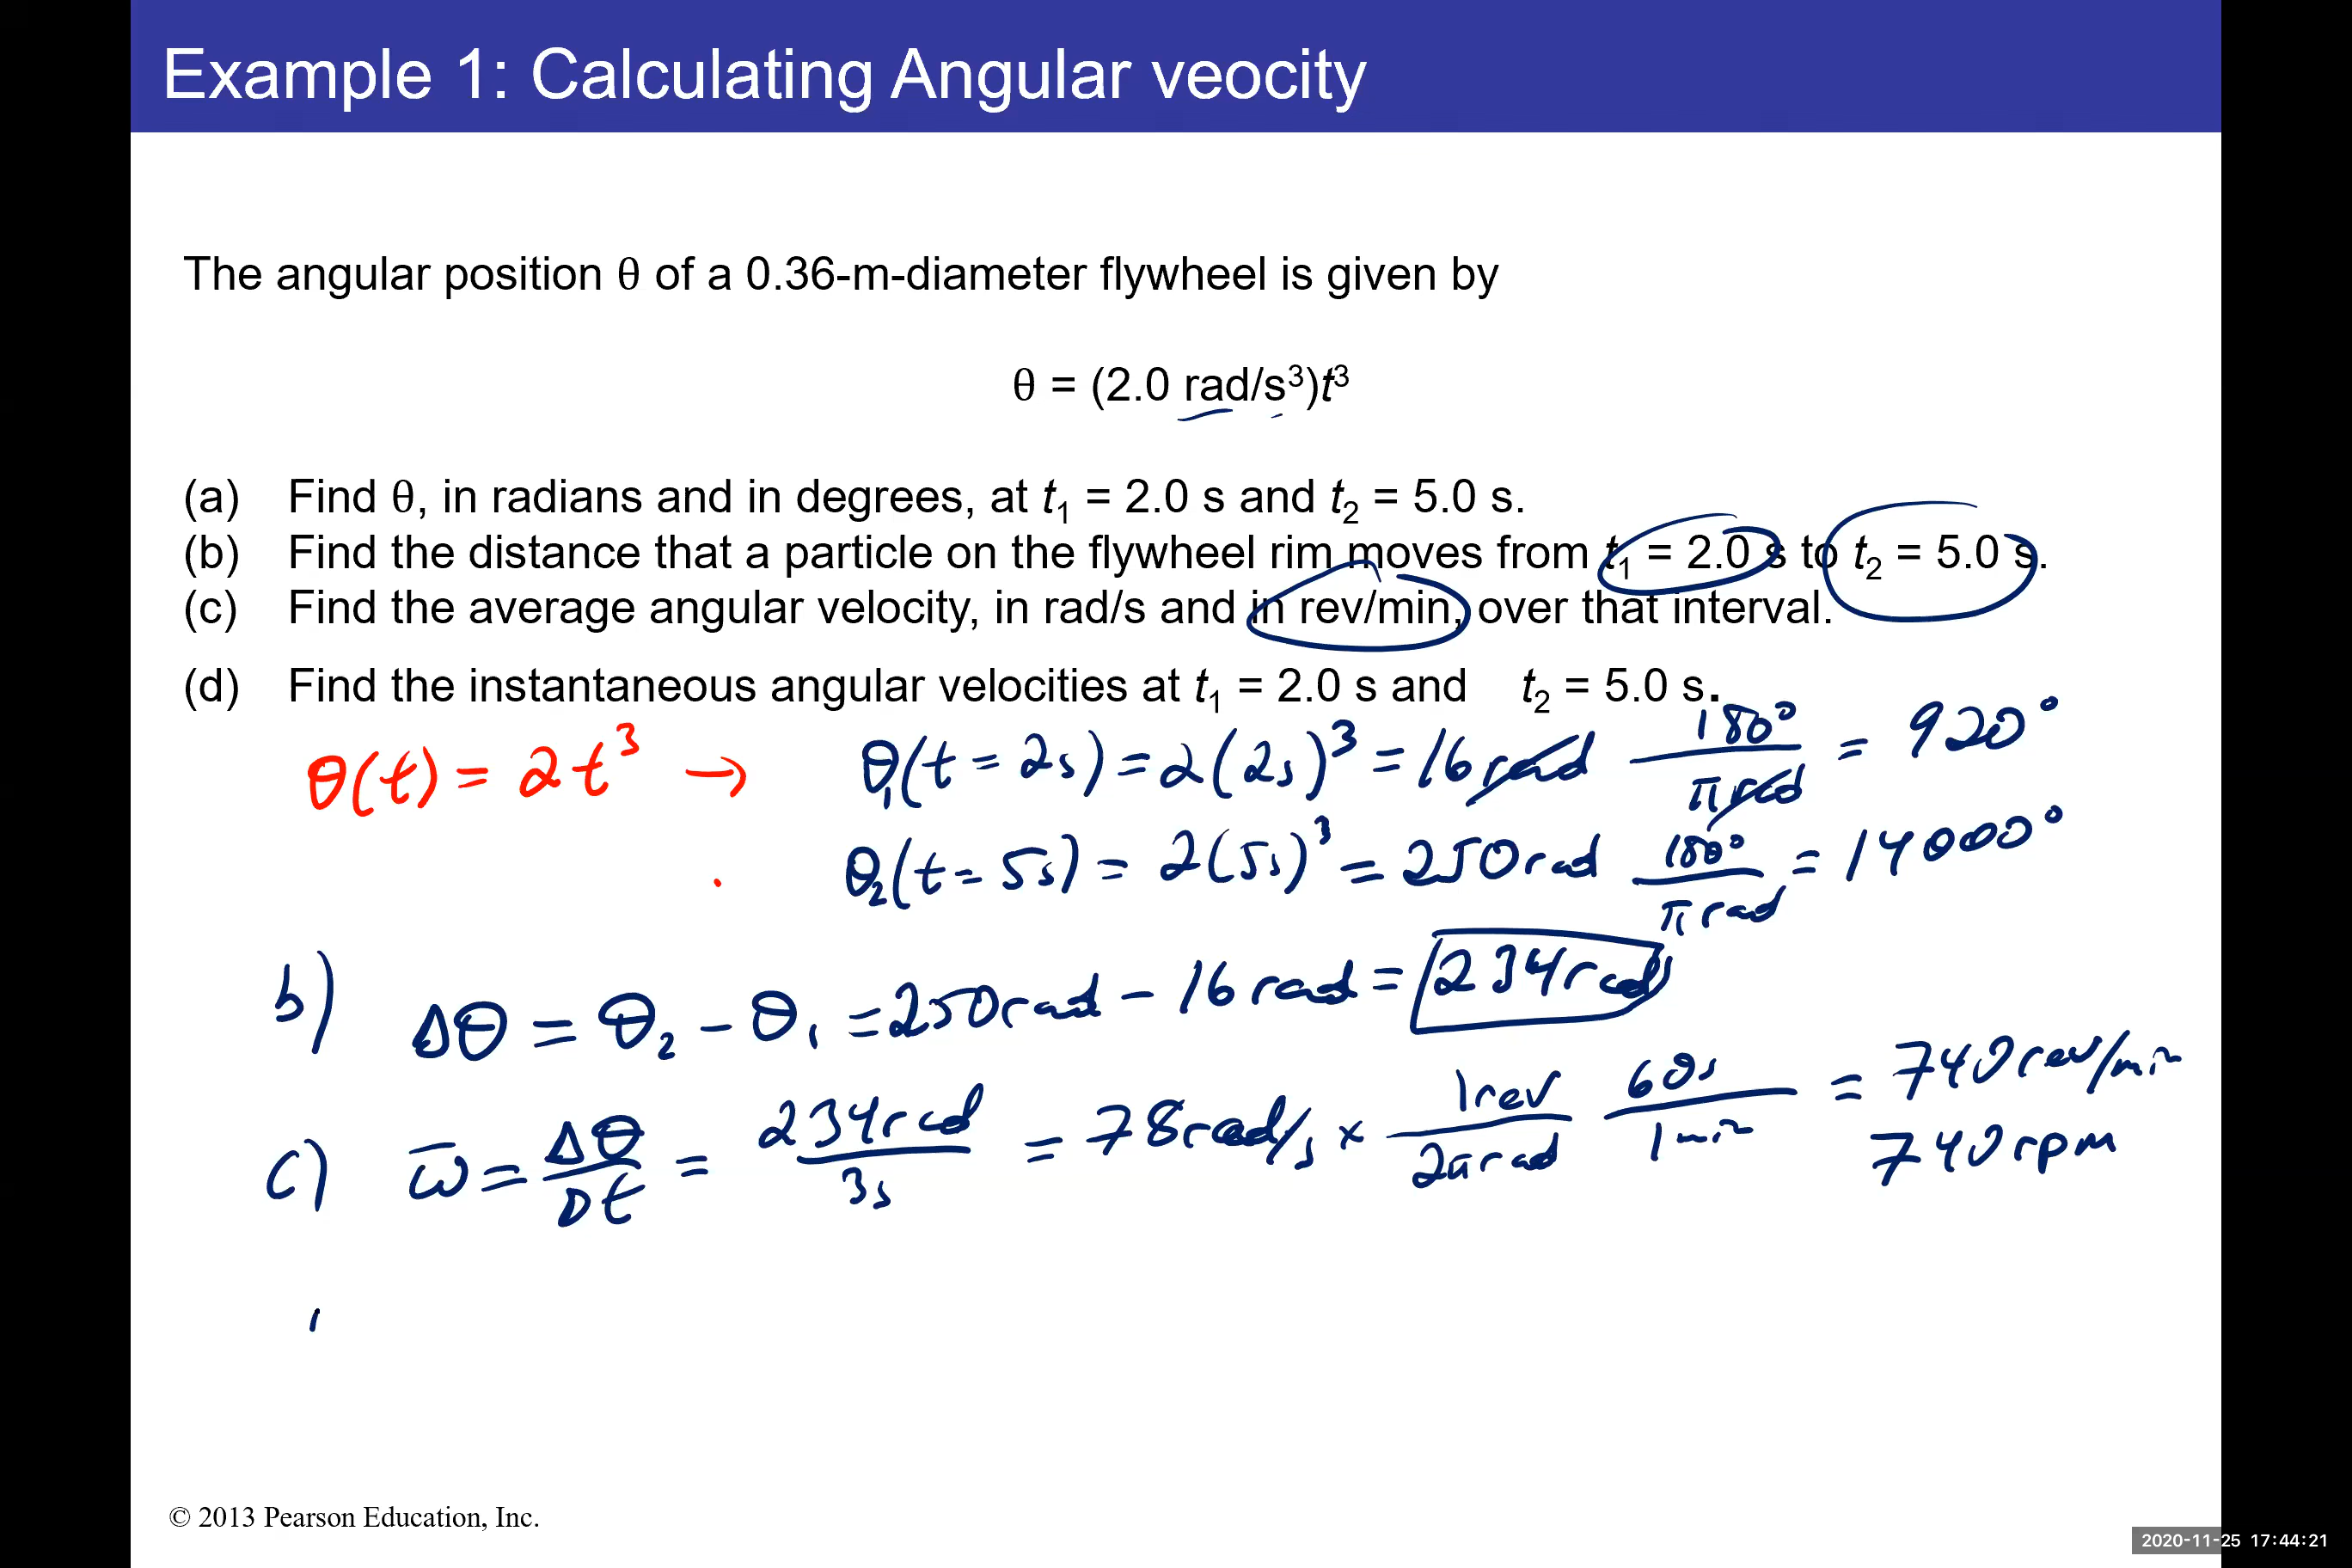 Example 1: Calculating Angular veocity
The angular position θ of a 0.36-m-diameter flywheel is given by
θ = (2.0 rad/s³)t³
(a) Find θ, in radians and in degrees, at t₁ = 2.0 s and t₂ = 5.0 s.
(b) Find the distance that a particle on the flywheel rim moves from t₁ = 2.0 s to t₂ = 5.0 s.
(c) Find the average angular velocity, in rad/s and in rev/min, over that interval.
(d) Find the instantaneous angular velocities at t₁ = 2.0 s and t₂ = 5.0 s.
θ(t) = 2t³ → θ₁(t = 2s) = 2(2s)³ = 16 rad 180°/π rad = 920°
θ₂(t = 5s) = 2(5s)³ = 250 rad 180°/π rad = 14000°
b) Δθ = θ₂ - θ₁ = 250 rad - 16 rad = 234 rad
c) ω̄ = Δθ/Δt = 234 rad/3s = 78 rad/s × 1 rev/2π rad 60s/1 min = 740 rev/min
740 rpm
© 2013 Pearson Education, Inc.
2020-11-25 17:44:21